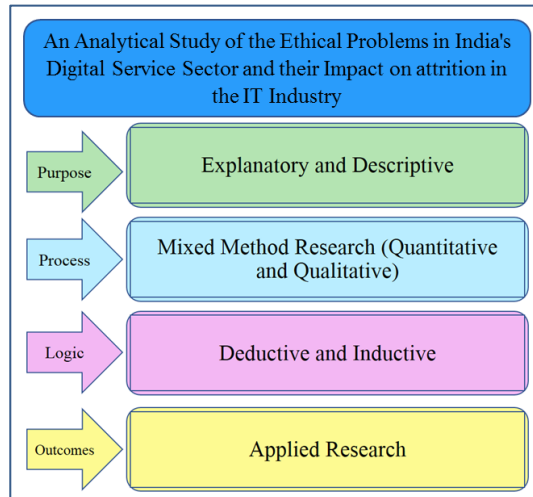 An Analytical Study of the Ethical Problems in India's
Digital Service Sector and their Impact on attrition in
the IT Industry
Purpose
Explanatory and Descriptive
Process
Mixed Method Research (Quantitative
and Qualitative)
Logic
Deductive and Inductive
Outcomes
Applied Research